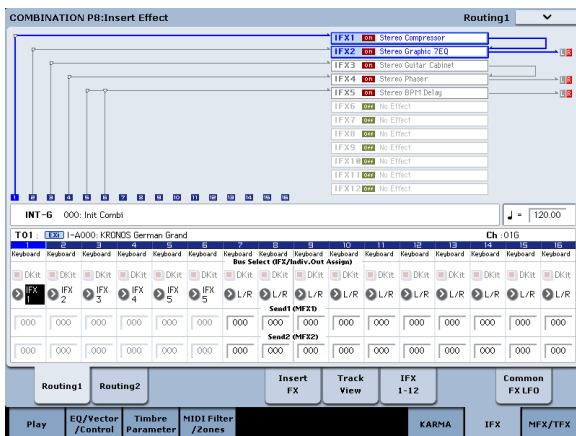 COMBINATION P8:Insert Effect Routing1
IFX1 On Stereo Compressor
IFX2 On Stereo Graphic 7EQ L R
IFX3 On Stereo Guitar Cabinet
IFX4 On Stereo Phaser L R
IFX5 On Stereo BPM Delay L R
IFX6 Off No Effect
IFX7 Off No Effect
IFX8 Off No Effect
IFX9 Off No Effect
IFX10 Off No Effect
IFX11 Off No Effect
IFX12 Off No Effect
1 2 3 4 5 6 7 8 9 10 11 12 13 14 15 16
INT-G 000: Init Combi ♩ = 120.00
T01 : EXi I-A000: KRONOS German Grand Ch :01G
1 2 3 4 5 6 7 8 9 10 11 12 13 14 15 16
Keyboard Keyboard Keyboard Keyboard Keyboard Keyboard Keyboard Keyboard Keyboard Keyboard Keyboard Keyboard Keyboard Keyboard Keyboard Keyboard
Bus Select (IFX/Indiv.Out Assign)
DKit DKit DKit DKit DKit DKit DKit DKit DKit DKit DKit DKit DKit DKit DKit DKit
IFX 1 IFX 2 IFX 3 IFX 4 IFX 5 IFX 5 L/R L/R L/R L/R L/R L/R L/R L/R L/R L/R
Send1 (MFX1)
000 000 000 000 000 000 000 000 000 000 000 000 000 000 000 000
Send2 (MFX2)
000 000 000 000 000 000 000 000 000 000 000 000 000 000 000 000
Routing1 Routing2 Insert FX Track View IFX 1-12 Common FX LFO
Play EQ/Vector /Control Timbre Parameter MIDI Filter /Zones KARMA IFX MFX/TFX